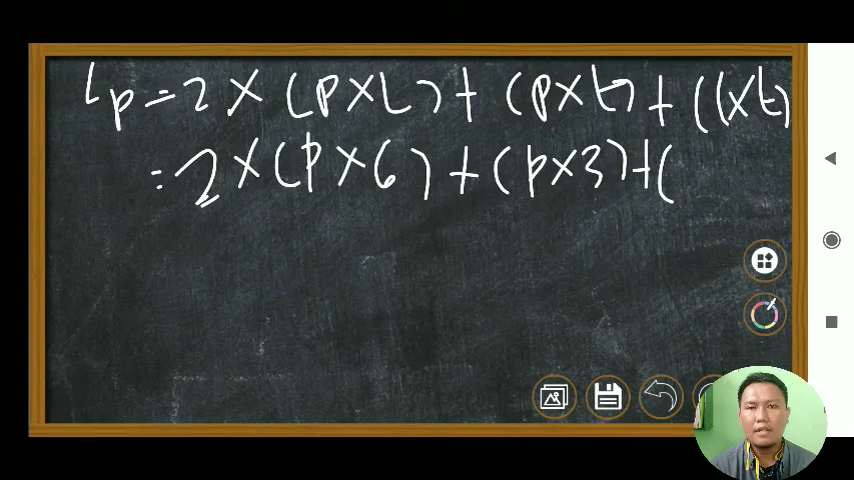 Lp = 2 × (p × L) + (p × t) + (l × t)
= 2 × (p × 6) + (p × 3) + (